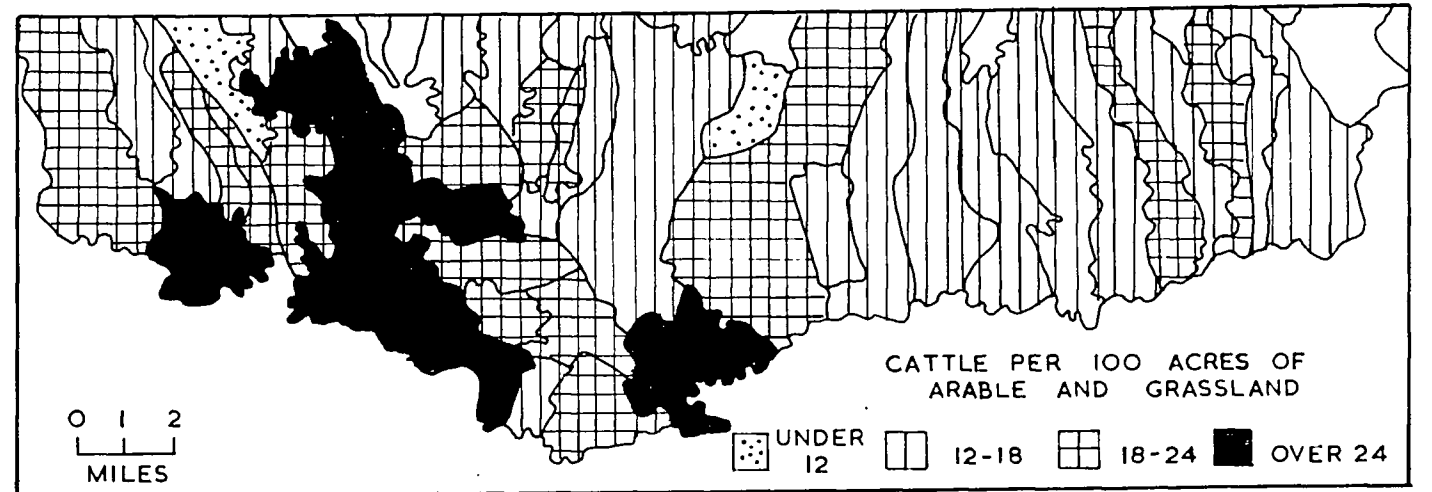 CATTLE PER 100 ACRES OF
ARABLE AND GRASSLAND
0 1 2
MILES
UNDER
12
12-18
18-24
OVER 24